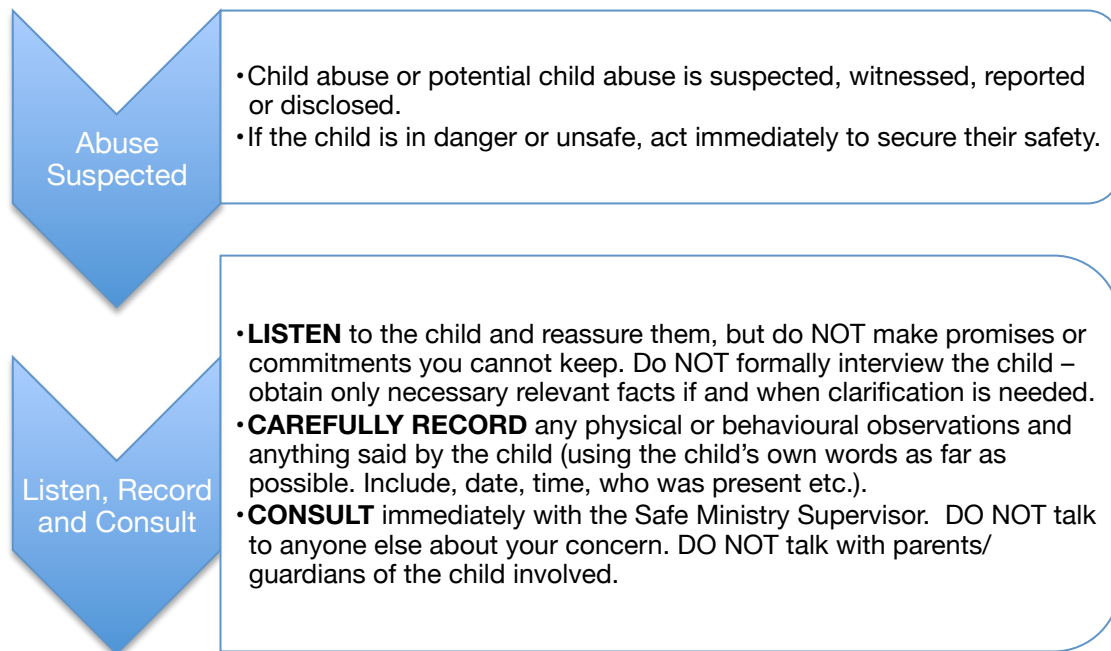 Abuse
Suspected
•Child abuse or potential child abuse is suspected, witnessed, reported
or disclosed.
•If the child is in danger or unsafe, act immediately to secure their safety.
Listen, Record
and Consult
•LISTEN to the child and reassure them, but do NOT make promises or
commitments you cannot keep. Do NOT formally interview the child –
obtain only necessary relevant facts if and when clarification is needed.
•CAREFULLY RECORD any physical or behavioural observations and
anything said by the child (using the child’s own words as far as
possible. Include, date, time, who was present etc.).
•CONSULT immediately with the Safe Ministry Supervisor.  DO NOT talk
to anyone else about your concern. DO NOT talk with parents/
guardians of the child involved.